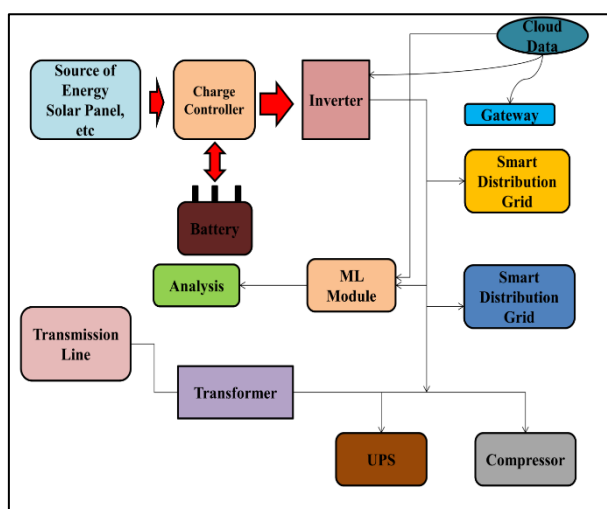 Cloud
Data
Source of
Energy
Solar Panel,
etc
Charge
Controller
Inverter
Gateway
Smart
Distribution
Grid
Battery
Analysis
ML
Module
Smart
Distribution
Grid
Transmission
Line
Transformer
UPS
Compressor